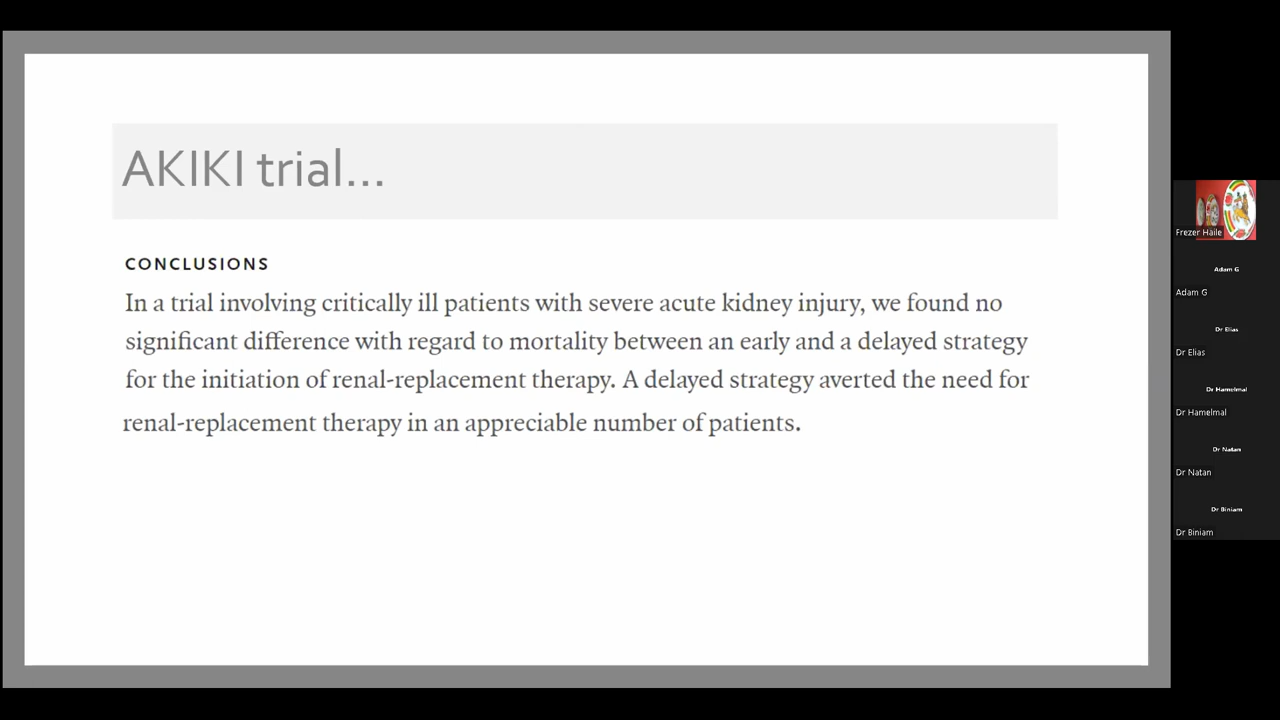 AKIKI trial...
CONCLUSIONS
In a trial involving critically ill patients with severe acute kidney injury, we found no
significant difference with regard to mortality between an early and a delayed strategy
for the initiation of renal-replacement therapy. A delayed strategy averted the need for
renal-replacement therapy in an appreciable number of patients.
Frezer Haile
Adam G
Adam G
Dr Elias
Dr Elias
Dr Hamelmal
Dr Hamelmal
Dr Natan
Dr Natan
Dr Biniam
Dr Biniam